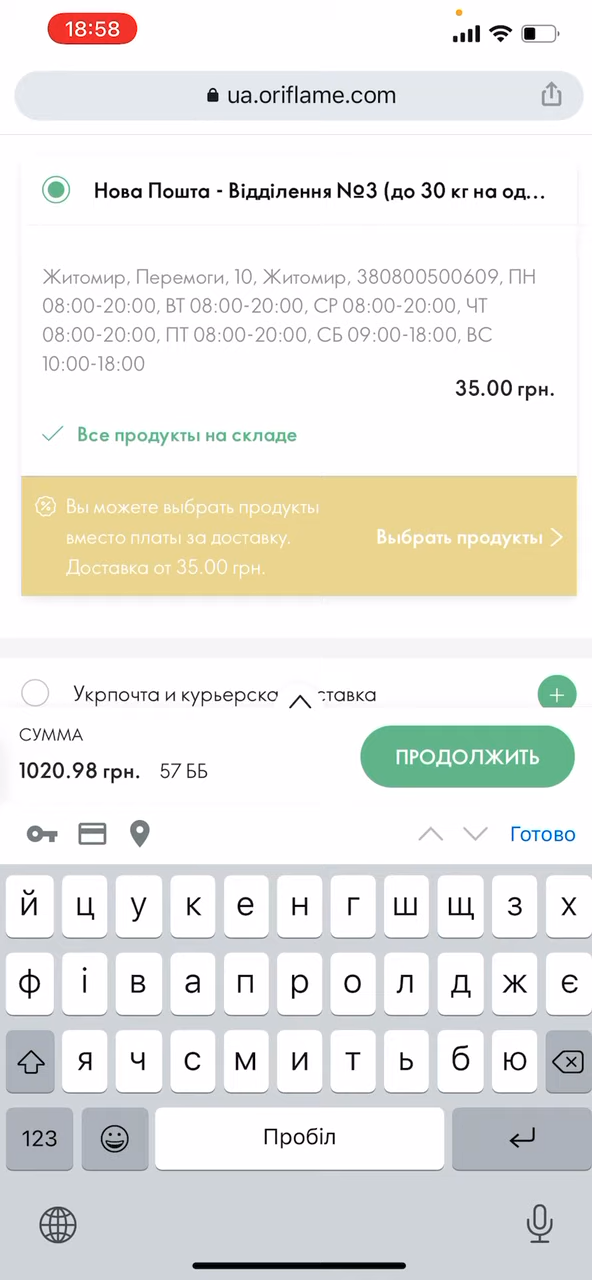 18:58
ua.oriflame.com
Нова Пошта - Відділення №3 (до 30 кг на од...
Житомир, Перемоги, 10, Житомир, 380800500609, ПН
08:00-20:00, ВТ 08:00-20:00, СР 08:00-20:00, ЧТ
08:00-20:00, ПТ 08:00-20:00, СБ 09:00-18:00, ВС
10:00-18:00
35.00 грн.
Все продукты на складе
Вы можете выбрать продукты
вместо платы за доставку.
Доставка от 35.00 грн.
Выбрать продукты
Укрпочта и курьерска ставка
СУММА
1020.98 грн. 57 ББ
ПРОДОЛЖИТЬ
Готово
й ц у к е н г ш щ з х
ф і в а п р о л д ж є
я ч с м и т ь б ю
123 Пробіл